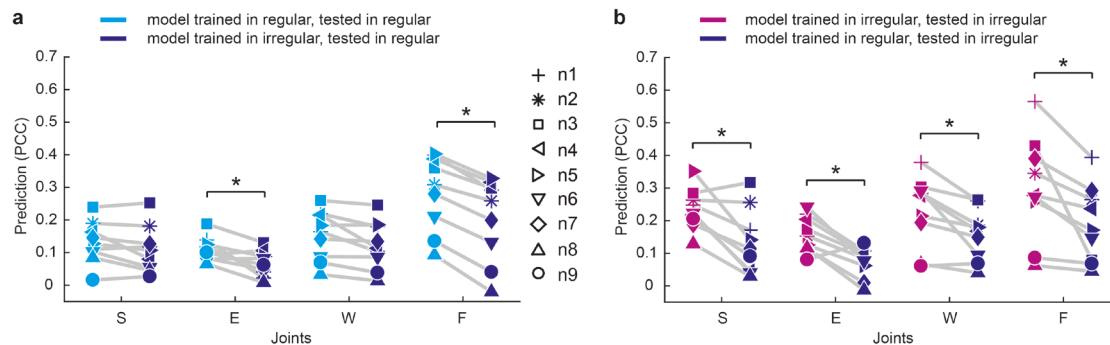 a
model trained in regular, tested in regular
model trained in irregular, tested in regular
Prediction (PCC)
0.7
0.6
0.5
0.4
0.3
0.2
0.1
0
*
*
S E W F
Joints
n1
n2
n3
n4
n5
n6
n7
n8
n9
b
model trained in irregular, tested in irregular
model trained in regular, tested in irregular
Prediction (PCC)
0.7
0.6
0.5
0.4
0.3
0.2
0.1
0
*
*
*
*
S E W F
Joints